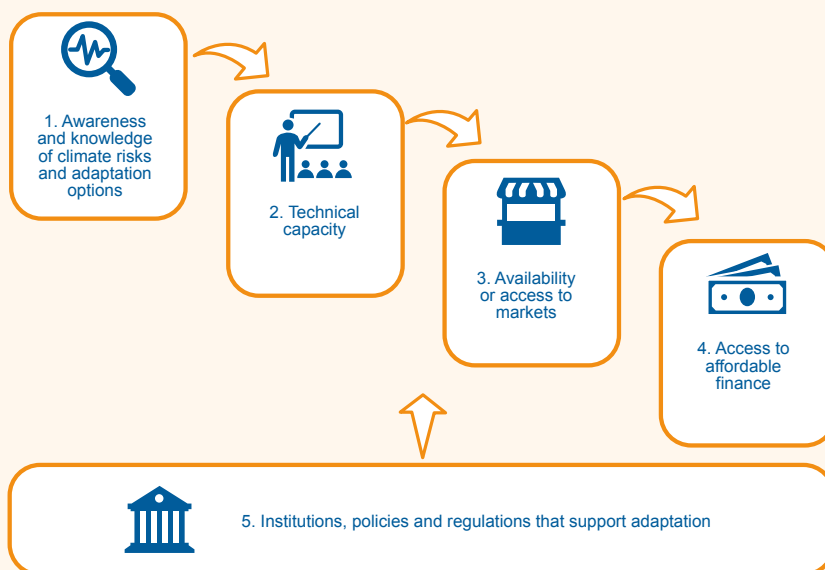 1. Awareness
and knowledge
of climate risks
and adaptation
options
2. Technical
capacity
3. Availability
or access to
markets
4. Access to
affordable
finance
5. Institutions, policies and regulations that support adaptation